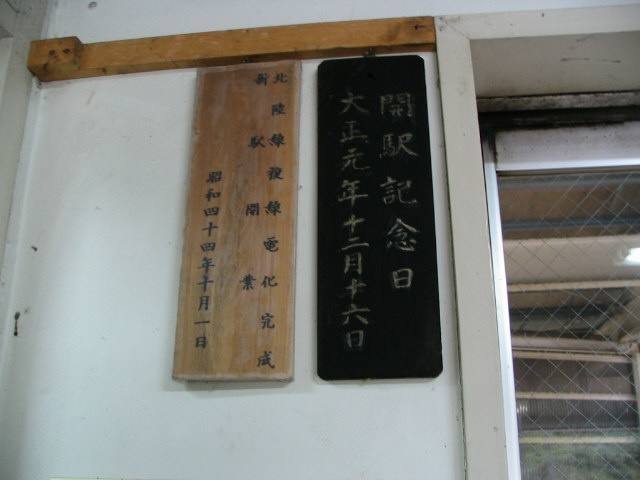 開駅記念日
大正元年十二月十六日
北陸線複線電化完成
新駅開業
昭和四十四年十月一日